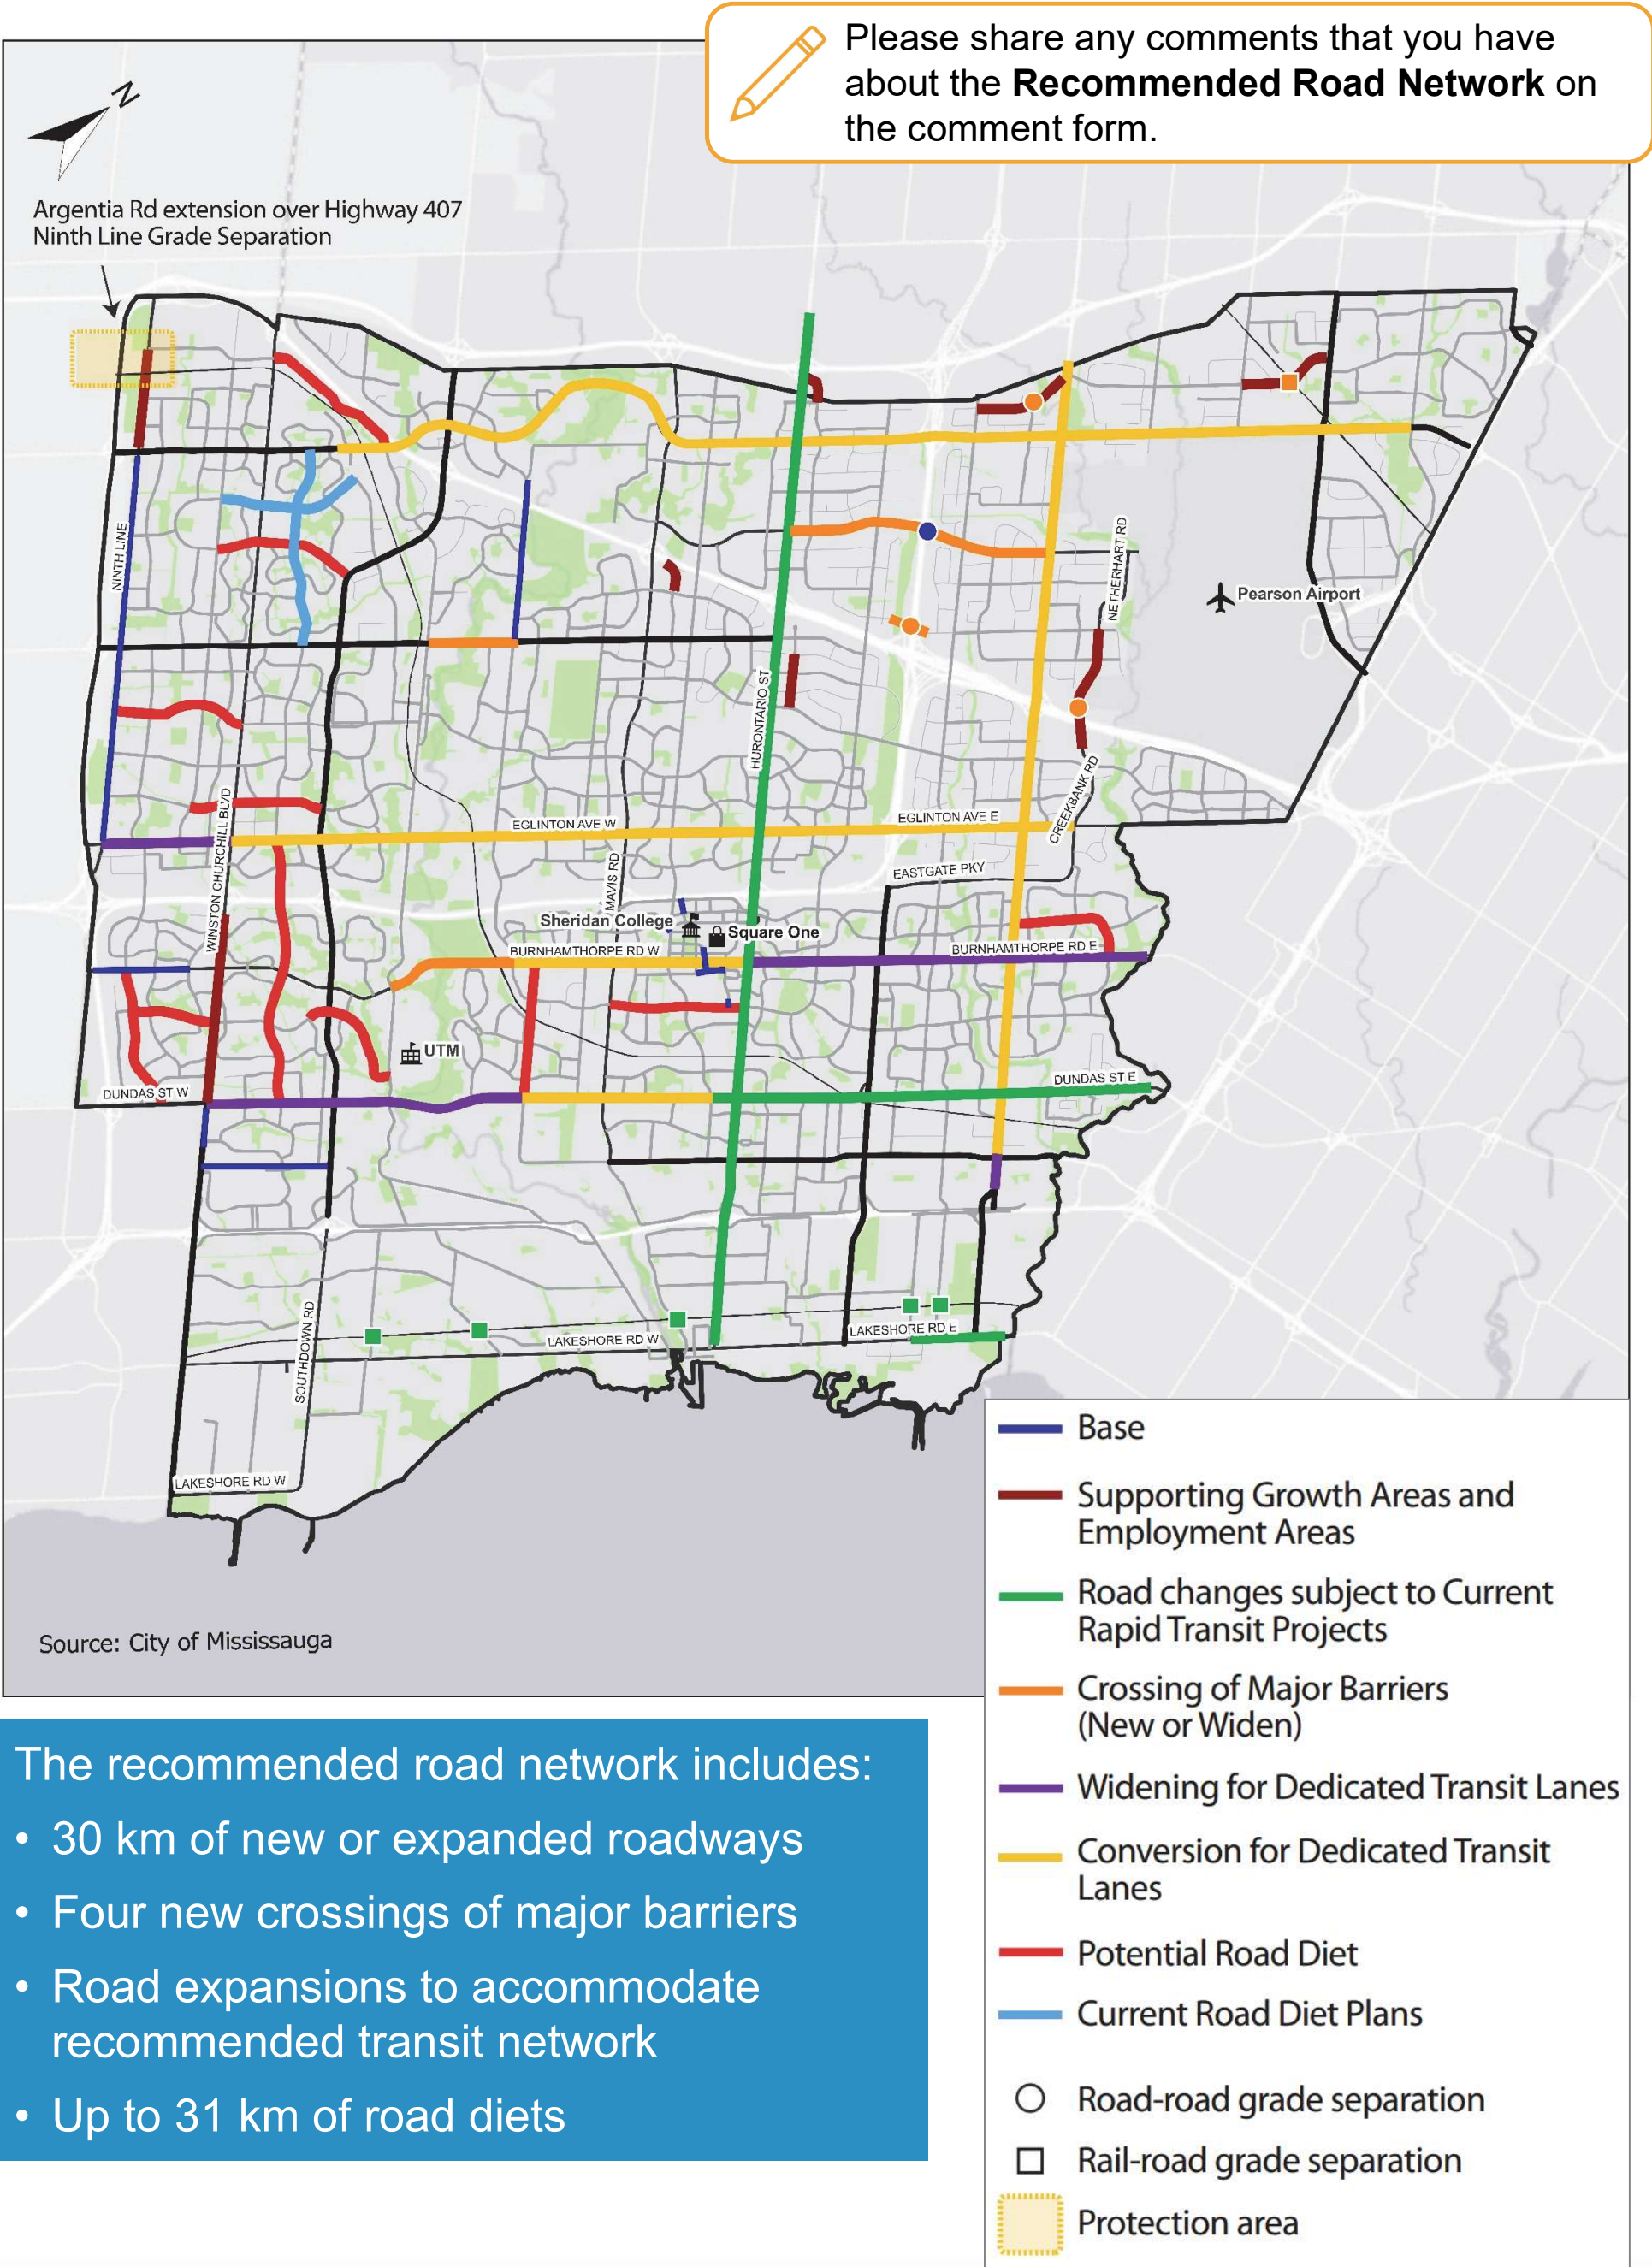 Please share any comments that you have
about the Recommended Road Network on
the comment form.
N
Argentia Rd extension over Highway 407
Ninth Line Grade Separation
NINTH LINE
NETHERHART RD
Pearson Airport
HURONTARIO ST
WINSTON CHURCHILL BLVD
CREEKBANK RD
EGLINTON AVE W
EGLINTON AVE E
MAVIS RD
EASTGATE PKY
Sheridan College
Square One
BURNHAMTHORPE RD W
BURNHAMTHORPE RD E
UTM
DUNDAS ST W
DUNDAS ST E
SOUTHDOWN RD
LAKESHORE RD W
LAKESHORE RD E
LAKESHORE RD W
Source: City of Mississauga
Base
Supporting Growth Areas and
Employment Areas
Road changes subject to Current
Rapid Transit Projects
Crossing of Major Barriers
(New or Widen)
Widening for Dedicated Transit Lanes
Conversion for Dedicated Transit
Lanes
Potential Road Diet
Current Road Diet Plans
Road-road grade separation
Rail-road grade separation
Protection area
The recommended road network includes:
• 30 km of new or expanded roadways
• Four new crossings of major barriers
• Road expansions to accommodate
recommended transit network
• Up to 31 km of road diets